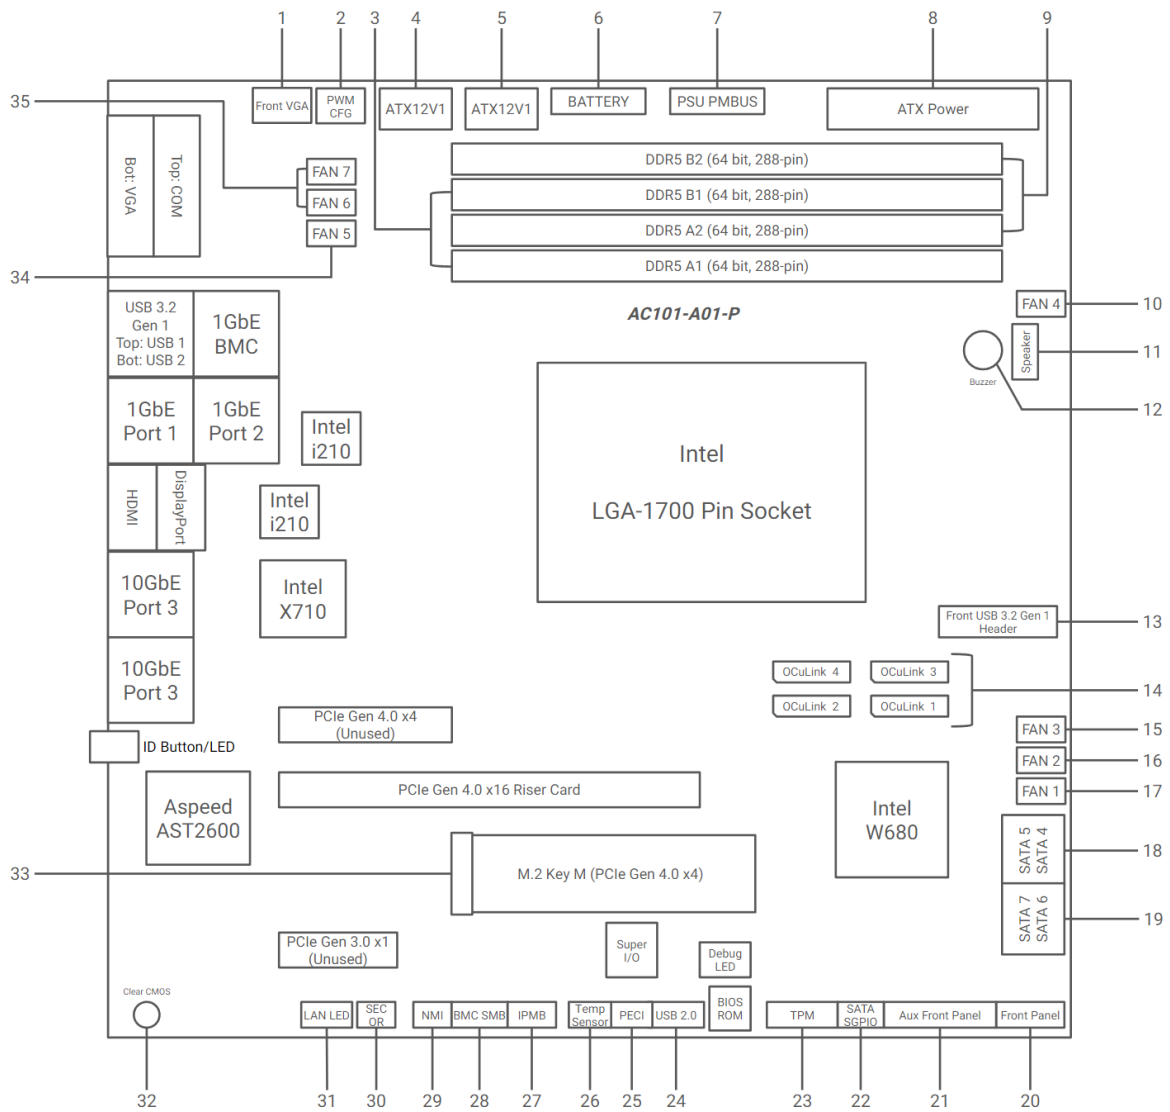 1
2
3
4
5
6
7
8
9
35
Front VGA
PWM
CFG
ATX12V1
ATX12V1
BATTERY
PSU PMBUS
ATX Power
Bot: VGA
Top: COM
FAN 7
FAN 6
FAN 5
34
DDR5 B2 (64 bit, 288-pin)
DDR5 B1 (64 bit, 288-pin)
DDR5 A2 (64 bit, 288-pin)
DDR5 A1 (64 bit, 288-pin)
AC101-A01-P
FAN 4
10
Speaker
11
Buzzer
12
USB 3.2
Gen 1
Top: USB 1
Bot: USB 2
1GbE
BMC
1GbE
Port 1
1GbE
Port 2
Intel
i210
HDMI
DisplayPort
Intel
i210
Intel
LGA-1700 Pin Socket
10GbE
Port 3
Intel
X710
10GbE
Port 3
Front USB 3.2 Gen 1
Header
13
OCuLink 4
OCuLink 3
OCuLink 2
OCuLink 1
14
PCIe Gen 4.0 x4
(Unused)
FAN 3
15
FAN 2
16
FAN 1
17
ID Button/LED
PCIe Gen 4.0 x16 Riser Card
Aspeed
AST2600
Intel
W680
SATA 5
SATA 4
18
33
M.2 Key M (PCIe Gen 4.0 x4)
SATA 7
SATA 6
19
PCIe Gen 3.0 x1
(Unused)
Super
I/O
Debug
LED
Clear CMOS
LAN LED
SEC
OR
NMI
BMC SMB
IPMB
Temp
Sensor
PECI
USB 2.0
BIOS
ROM
TPM
SATA
SGPIO
Aux Front Panel
Front Panel
32
31
30
29
28
27
26
25
24
23
22
21
20